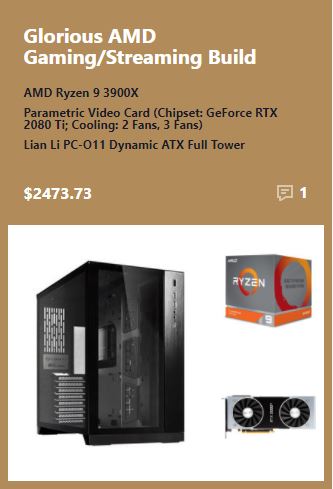 Glorious AMD
Gaming/Streaming Build
AMD Ryzen 9 3900X
Parametric Video Card (Chipset: GeForce RTX
2080 Ti; Cooling: 2 Fans, 3 Fans)
Lian Li PC-O11 Dynamic ATX Full Tower
$2473.73
1
AMD
RYZEN
9